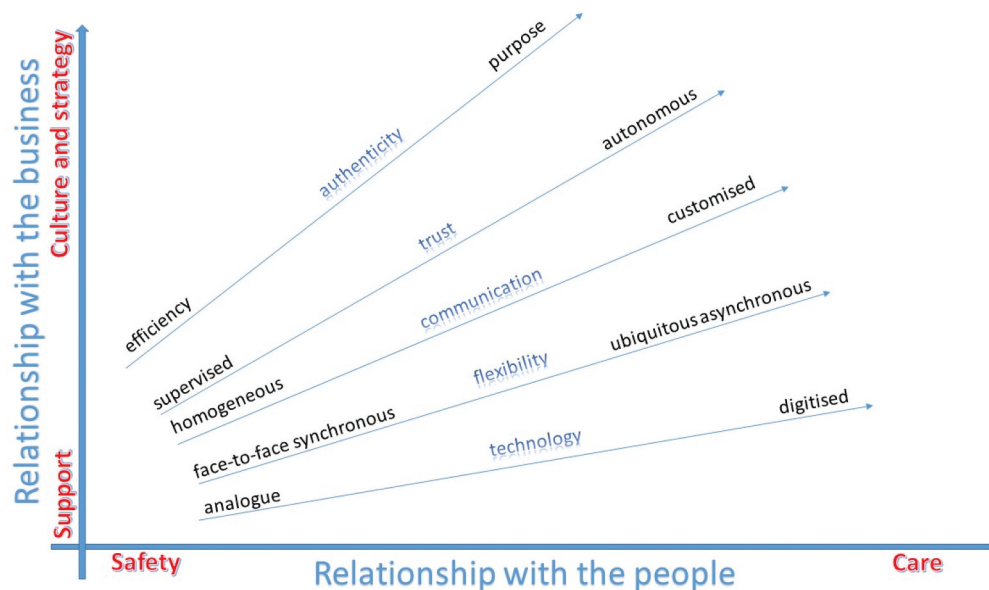 Relationship with the business
Culture and strategy
Support
efficiency
authenticity
purpose
supervised
trust
autonomous
homogeneous
communication
customised
face-to-face synchronous
flexibility
ubiquitous asynchronous
analogue
technology
digitised
Safety
Care
Relationship with the people